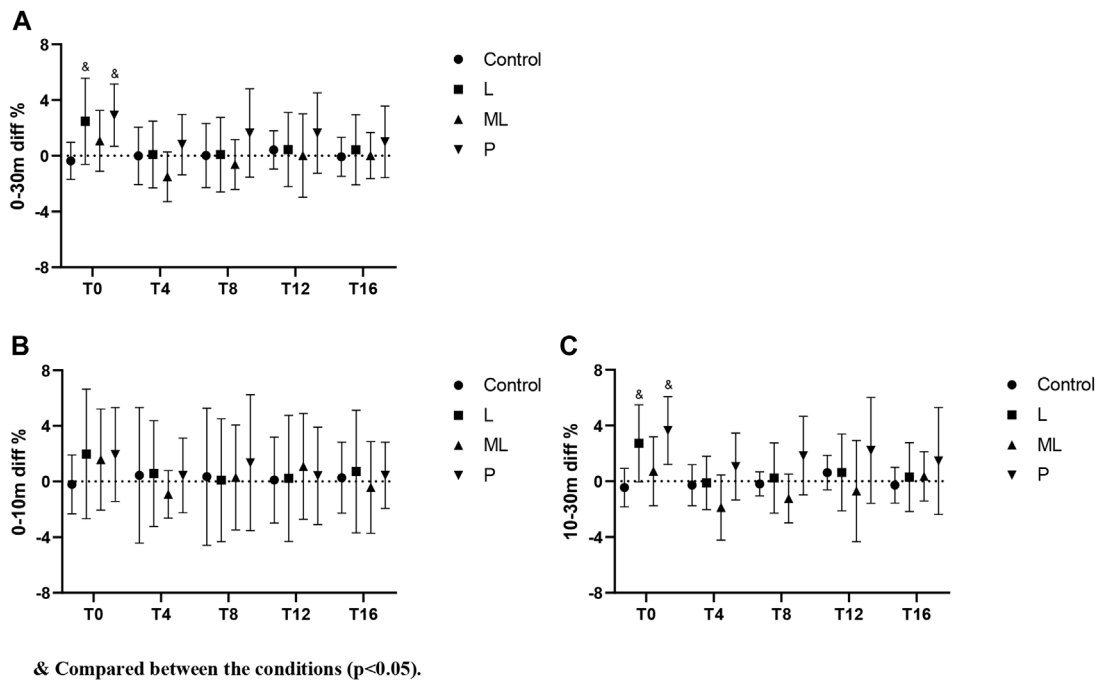 A
8
4
0
-4
-8
0-30m diff %
& &
T0 T4 T8 T12 T16
Control
L
ML
P
B
8
4
0
-4
-8
0-10m diff %
T0 T4 T8 T12 T16
Control
L
ML
P
C
8
4
0
-4
-8
10-30m diff %
& &
T0 T4 T8 T12 T16
Control
L
ML
P
& Compared between the conditions (p<0.05).